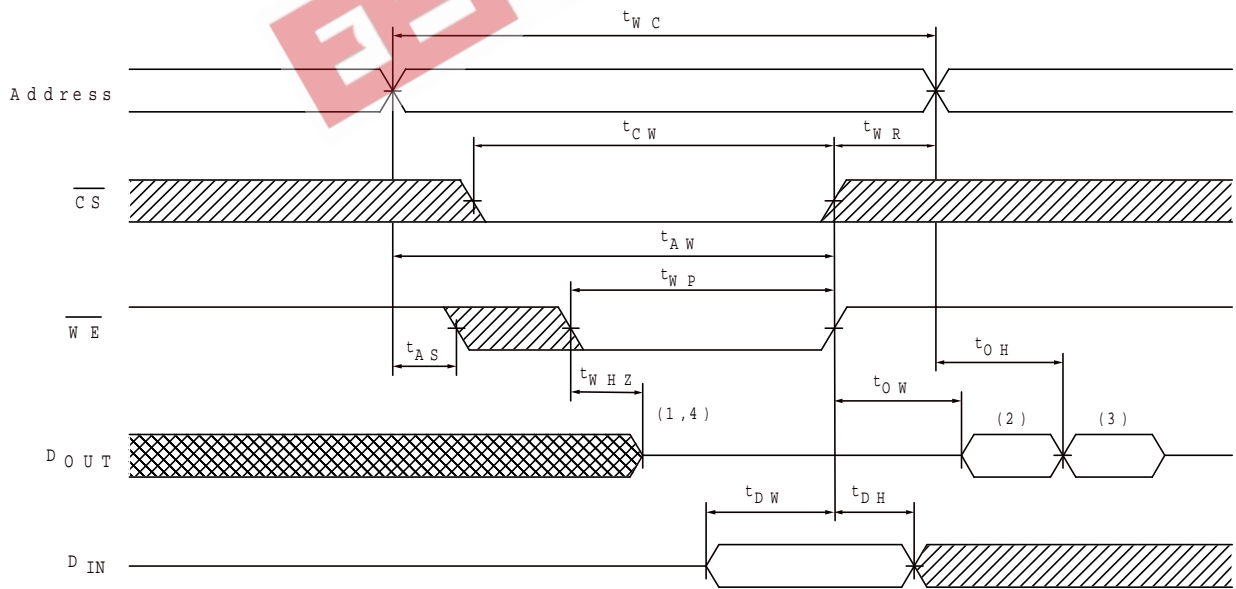 tWC
Address
tCW
tWR
CS
tAW
tWP
WE
tAS
tOH
tWHZ
tOW
(1,4)
(2)
(3)
DOUT
tDW
tDH
DIN